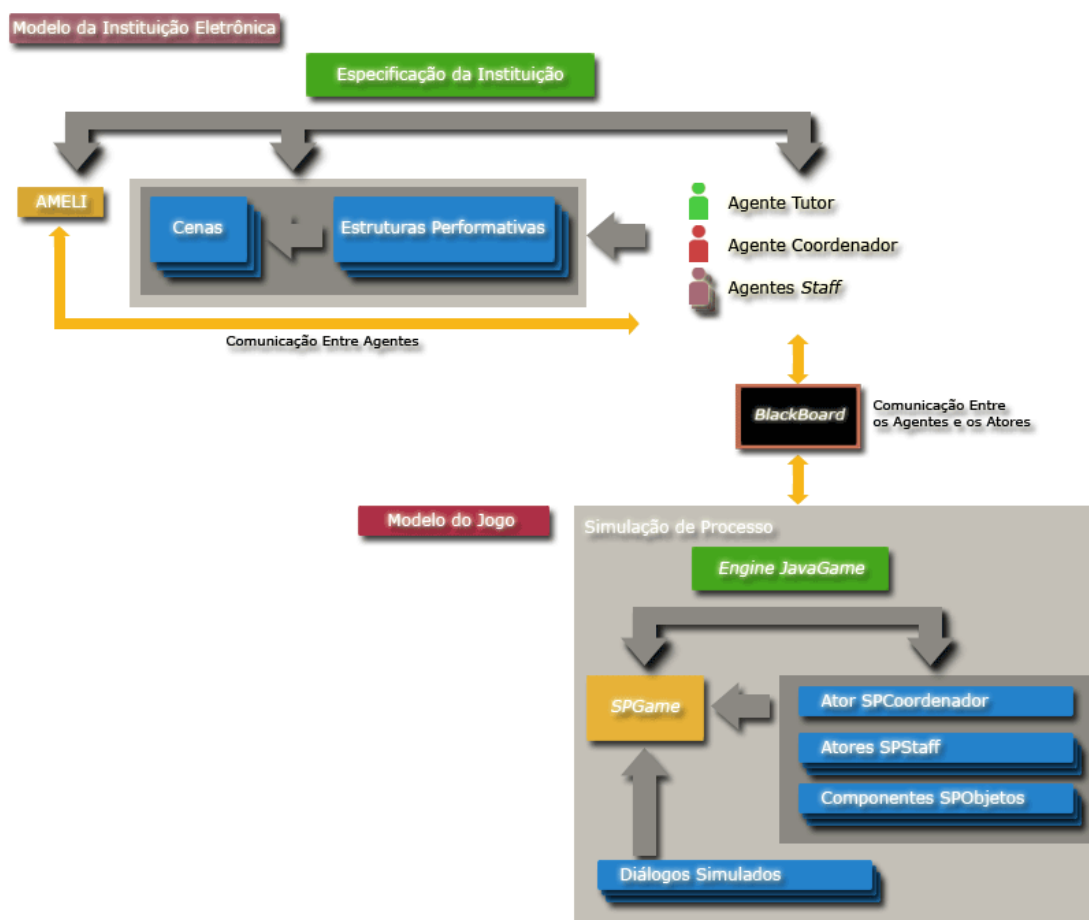 Modelo da Instituição Eletrônica
Especificação da Instituição
AMELI
Cenas
Estruturas Performativas
Agente Tutor
Agente Coordenador
Agentes Staff
Comunicação Entre Agentes
BlackBoard
Comunicação Entre
os Agentes e os Atores
Modelo do Jogo
Simulação de Processo
Engine JavaGame
SPGame
Ator SPCoordenador
Atores SPStaff
Componentes SPObjetos
Diálogos Simulados